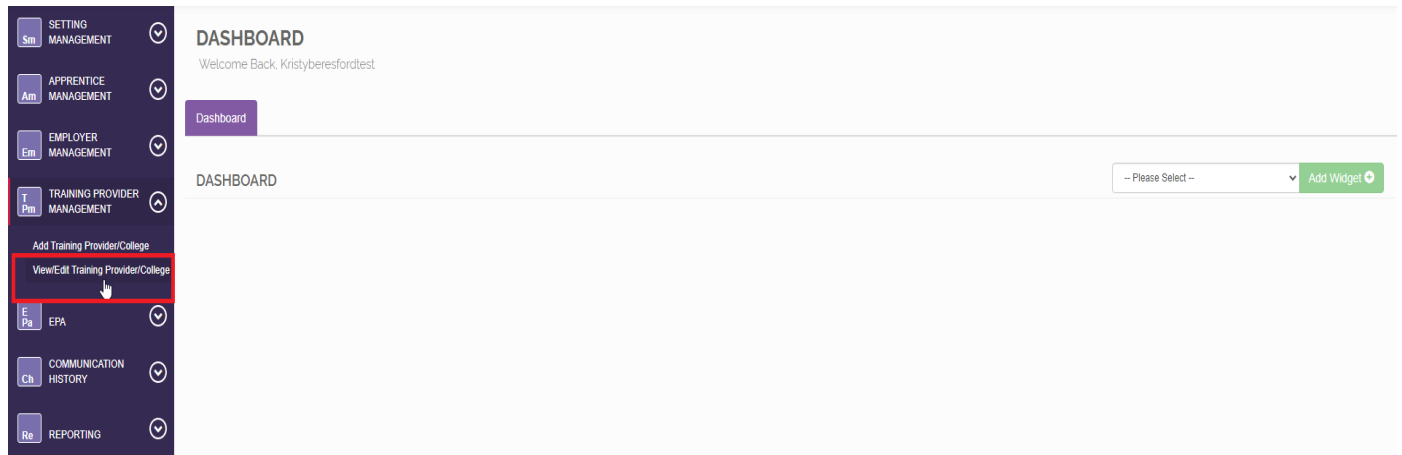 Sm
SETTING
MANAGEMENT
Am
APPRENTICE
MANAGEMENT
Em
EMPLOYER
MANAGEMENT
T
Pm
TRAINING PROVIDER
MANAGEMENT
Add Training Provider/College
View/Edit Training Provider/College
E
Pa
EPA
Ch
COMMUNICATION
HISTORY
Re
REPORTING
DASHBOARD
Welcome Back, Kristyberesfordtest
Dashboard
DASHBOARD
-- Please Select --
Add Widget